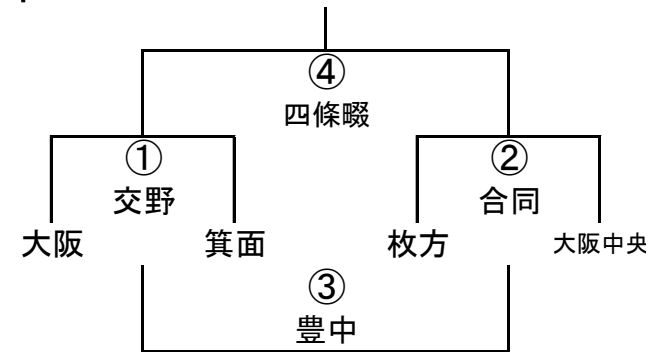 ④
四條畷
① ②
交野 合同
大阪 箕面 枚方 大阪中央
③
豊中